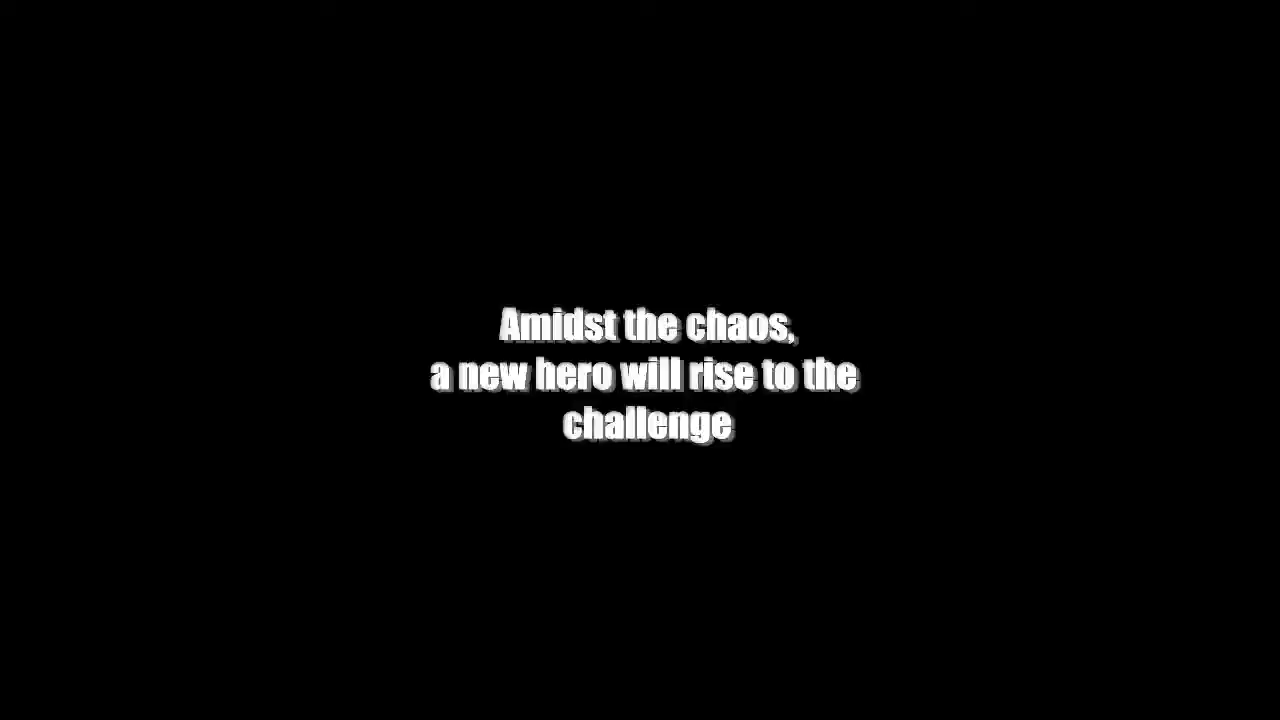 Amidst the chaos,
a new hero will rise to the
challenge